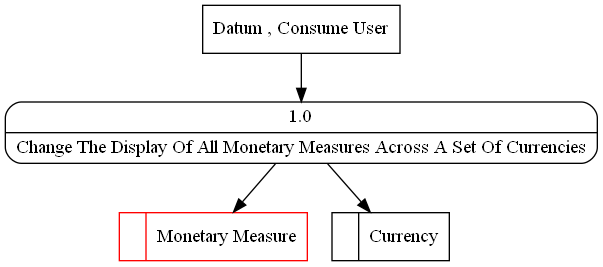 Datum , Consume User
1.0
Change The Display Of All Monetary Measures Across A Set Of Currencies
Monetary Measure
Currency